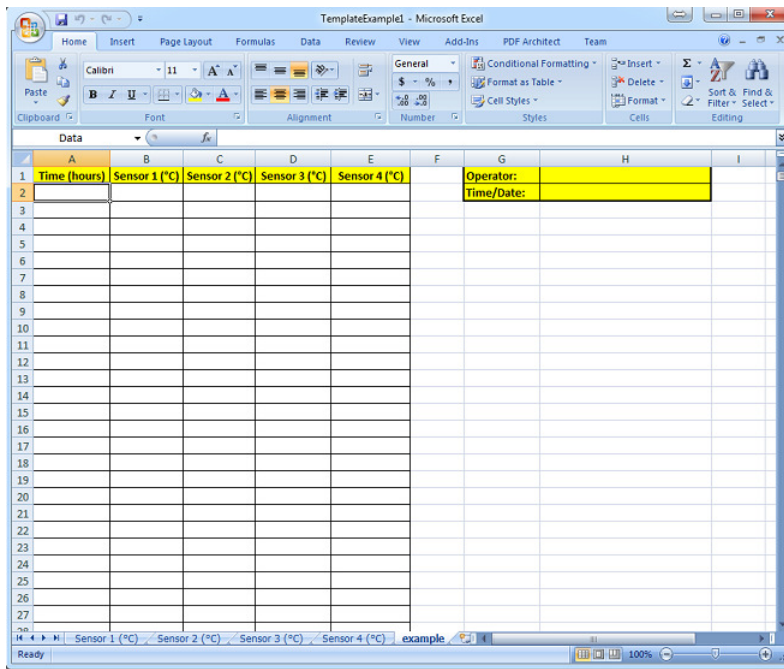 TemplateExample1 - Microsoft Excel
Home Insert Page Layout Formulas Data Review View Add-Ins PDF Architect Team
Paste
Calibri 11 A A
B I U A
General
$ % ,
.00 .00
Conditional Formatting
Format as Table
Cell Styles
Insert
Delete
Format
Σ
Sort & Filter
Find & Select
Clipboard Font Alignment Number Styles Cells Editing
Data fx
A B C D E F G H I
1 Time (hours) Sensor 1 (°C) Sensor 2 (°C) Sensor 3 (°C) Sensor 4 (°C) Operator:
2 Time/Date:
3
4
5
6
7
8
9
10
11
12
13
14
15
16
17
18
19
20
21
22
23
24
25
26
27
28
Sensor 1 (°C) Sensor 2 (°C) Sensor 3 (°C) Sensor 4 (°C) example
Ready 100%